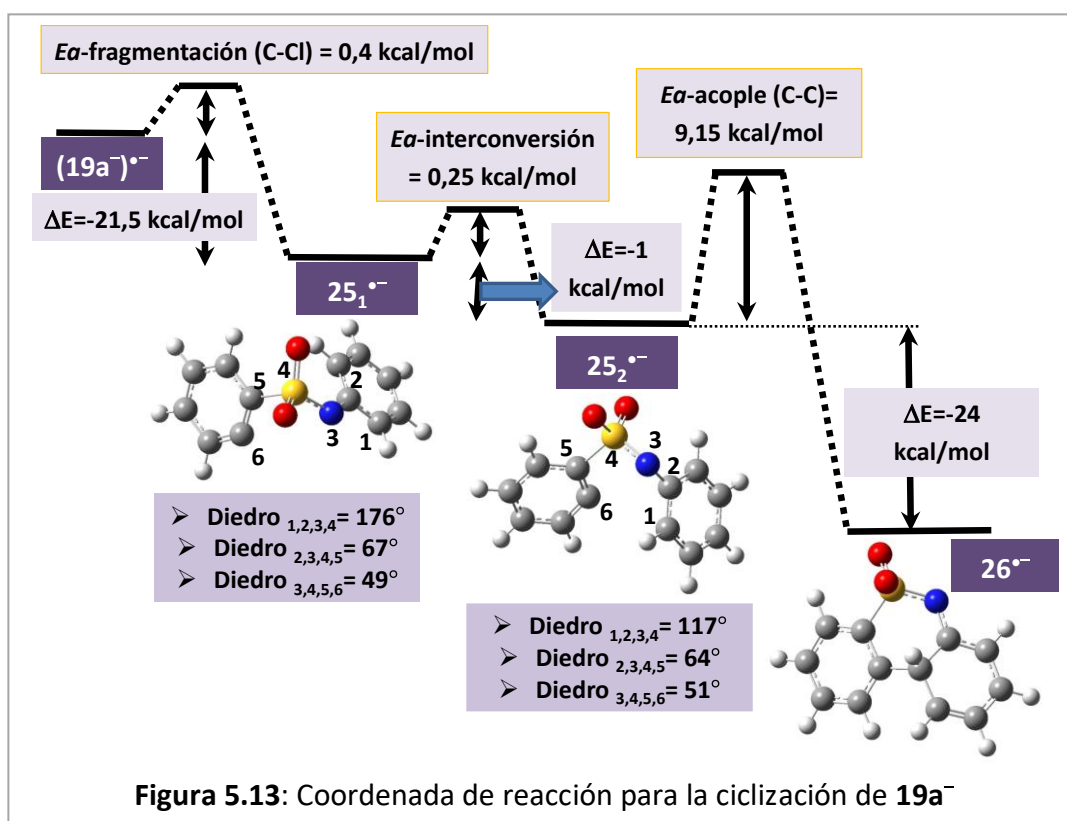 Ea-fragmentación (C-Cl) = 0,4 kcal/mol
Ea-acople (C-C)=
9,15 kcal/mol
Ea-interconversión
= 0,25 kcal/mol
(19a⁻)•⁻
ΔE=-21,5 kcal/mol
ΔE=-1
kcal/mol
25₁•⁻
25₂•⁻
4
5
2
3
1
6
3
5
4
2
6
1
ΔE=-24
kcal/mol
➢ Diedro 1,2,3,4= 176°
➢ Diedro 2,3,4,5= 67°
➢ Diedro 3,4,5,6= 49°
26•⁻
➢ Diedro 1,2,3,4= 117°
➢ Diedro 2,3,4,5= 64°
➢ Diedro 3,4,5,6= 51°
Figura 5.13: Coordenada de reacción para la ciclización de 19a⁻